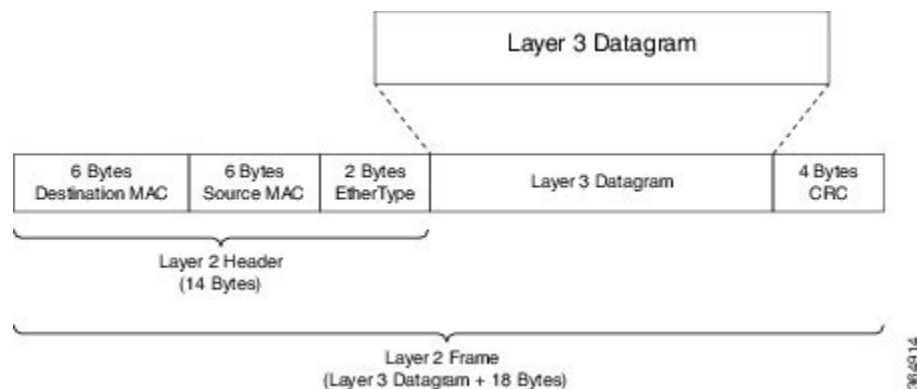 Layer 3 Datagram
6 Bytes
Destination MAC
6 Bytes
Source MAC
2 Bytes
EtherType
Layer 3 Datagram
4 Bytes
CRC
Layer 2 Header
(14 Bytes)
Layer 2 Frame
(Layer 3 Datagram + 18 Bytes)
364914